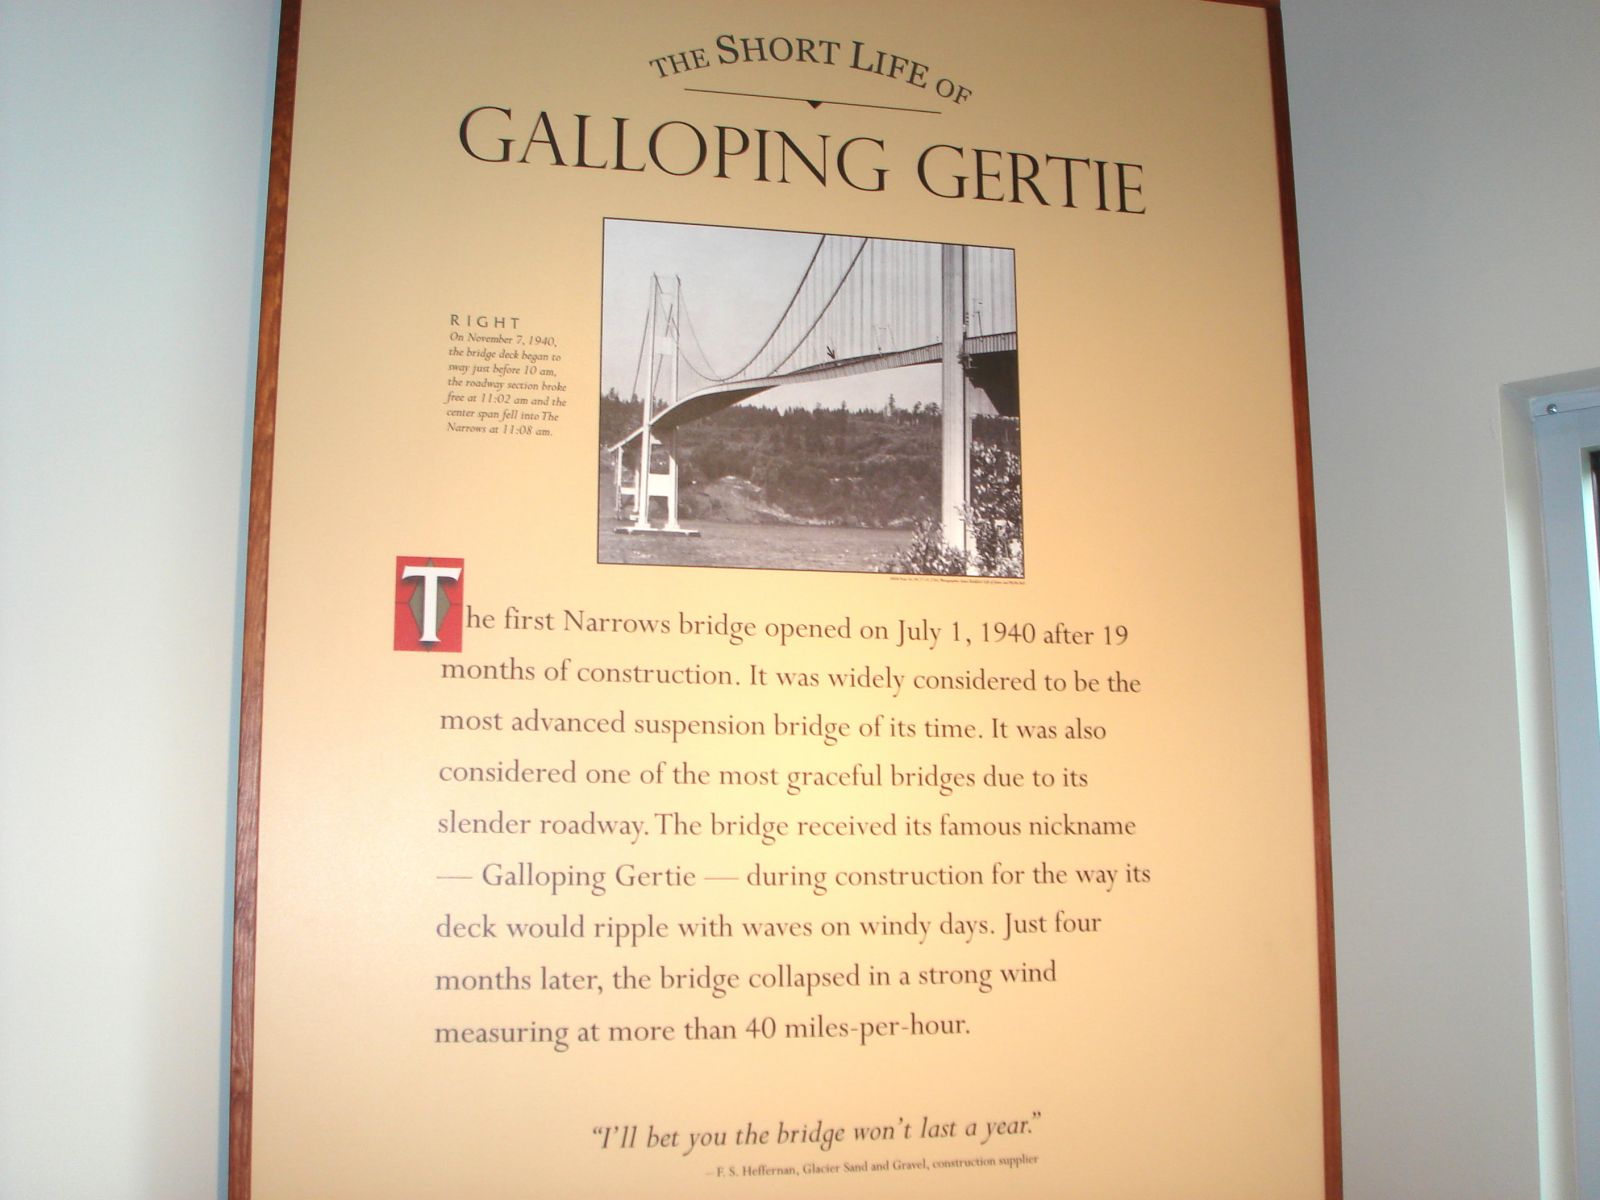 THE SHORT LIFE OF
GALLOPING GERTIE
RIGHT
On November 7, 1940,
the bridge deck began to
sway just before 10 am,
the roadway section broke
free at 11:02 am and the
center span fell into The
Narrows at 11:08 am.
The first Narrows bridge opened on July 1, 1940 after 19
months of construction. It was widely considered to be the
most advanced suspension bridge of its time. It was also
considered one of the most graceful bridges due to its
slender roadway. The bridge received its famous nickname
— Galloping Gertie — during construction for the way its
deck would ripple with waves on windy days. Just four
months later, the bridge collapsed in a strong wind
measuring at more than 40 miles-per-hour.
“I’ll bet you the bridge won’t last a year.”
– F. S. Heffernan, Glacier Sand and Gravel, construction supplier